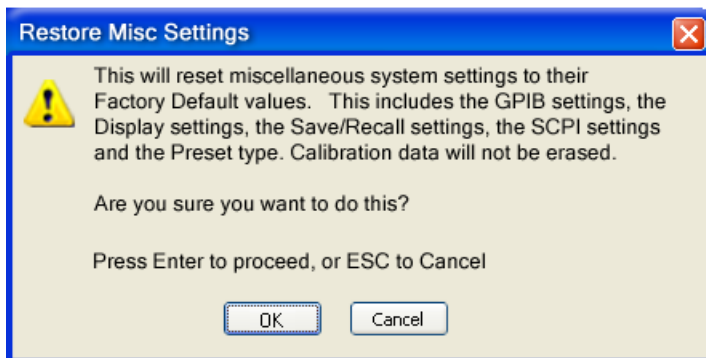 Restore Misc Settings
This will reset miscellaneous system settings to their
Factory Default values.   This includes the GPIB settings, the
Display settings, the Save/Recall settings, the SCPI settings
and the Preset type. Calibration data will not be erased.
Are you sure you want to do this?
Press Enter to proceed, or ESC to Cancel
OK
Cancel